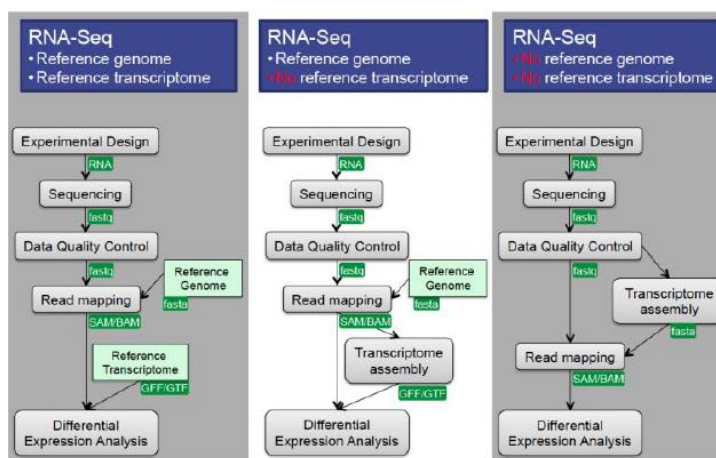 RNA-Seq
• Reference genome
• Reference transcriptome
Experimental Design
RNA
Sequencing
fastq
Data Quality Control
fastq
Reference
Genome
Read mapping
fasta
SAM/BAM
Reference
Transcriptome
GFF/GTF
Differential
Expression Analysis
RNA-Seq
• Reference genome
• No reference transcriptome
Experimental Design
RNA
Sequencing
fastq
Data Quality Control
fastq
Reference
Genome
Read mapping
fasta
SAM/BAM
Transcriptome
assembly
GFF/GTF
Differential
Expression Analysis
RNA-Seq
• No reference genome
• No reference transcriptome
Experimental Design
RNA
Sequencing
fastq
Data Quality Control
fastq
Transcriptome
assembly
fasta
Read mapping
SAM/BAM
Differential
Expression Analysis